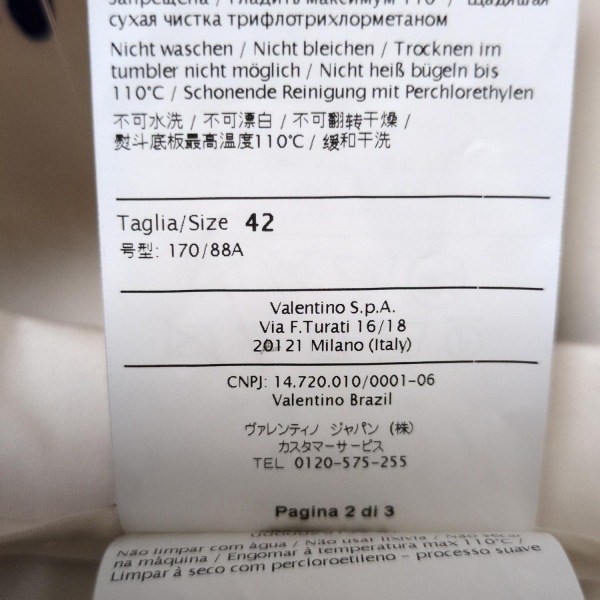 запрещена / Гладить максимум 110° / Щадящая
сухая чистка трифлотрихлорметаном
Nicht waschen / Nicht bleichen / Trocknen im
tumbler nicht möglich / Nicht heiß bügeln bis
110°C / Schonende Reinigung mit Perchlorethylen
不可水洗 / 不可漂白 / 不可翻转干燥 /
熨斗底板最高温度110°C / 缓和干洗
Taglia/Size 42
号型: 170/88A
Valentino S.p.A.
Via F.Turati 16/18
20121 Milano (Italy)
CNPJ: 14.720.010/0001-06
Valentino Brazil
ヴァレンティノ ジャパン (株)
カスタマーサービス
TEL 0120-575-255
Pagina 2 di 3
Não limpar com água / Não usar lixívia / Não secar
na máquina / Engomar à temperatura max 110°C /
Limpar à seco com percloroetileno - processo suave